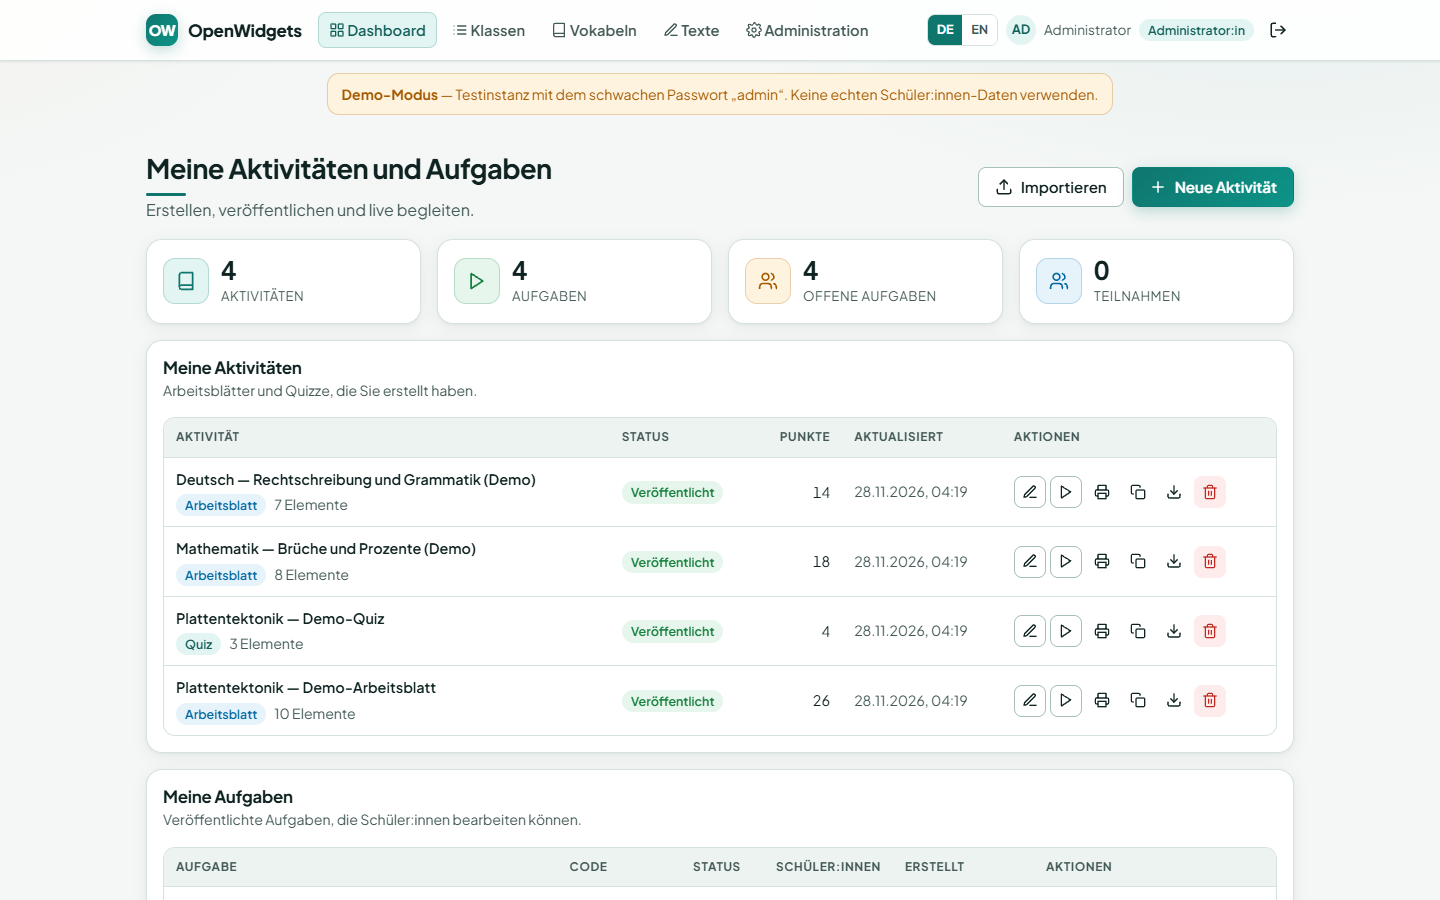 OW OpenWidgets Dashboard Klassen Vokabeln Texte Administration DE EN AD Administrator Administrator:in
Demo-Modus — Testinstanz mit dem schwachen Passwort „admin“. Keine echten Schüler:innen-Daten verwenden.
Meine Aktivitäten und Aufgaben
Erstellen, veröffentlichen und live begleiten.
Importieren Neue Aktivität
4 AKTIVITÄTEN
4 AUFGABEN
4 OFFENE AUFGABEN
0 TEILNAHMEN
Meine Aktivitäten
Arbeitsblätter und Quizze, die Sie erstellt haben.
AKTIVITÄT STATUS PUNKTE AKTUALISIERT AKTIONEN
Deutsch — Rechtschreibung und Grammatik (Demo)
Arbeitsblatt 7 Elemente Veröffentlicht 14 28.11.2026, 04:19
Mathematik — Brüche und Prozente (Demo)
Arbeitsblatt 8 Elemente Veröffentlicht 18 28.11.2026, 04:19
Plattentektonik — Demo-Quiz
Quiz 3 Elemente Veröffentlicht 4 28.11.2026, 04:19
Plattentektonik — Demo-Arbeitsblatt
Arbeitsblatt 10 Elemente Veröffentlicht 26 28.11.2026, 04:19
Meine Aufgaben
Veröffentlichte Aufgaben, die Schüler:innen bearbeiten können.
AUFGABE CODE STATUS SCHÜLER:INNEN ERSTELLT AKTIONEN